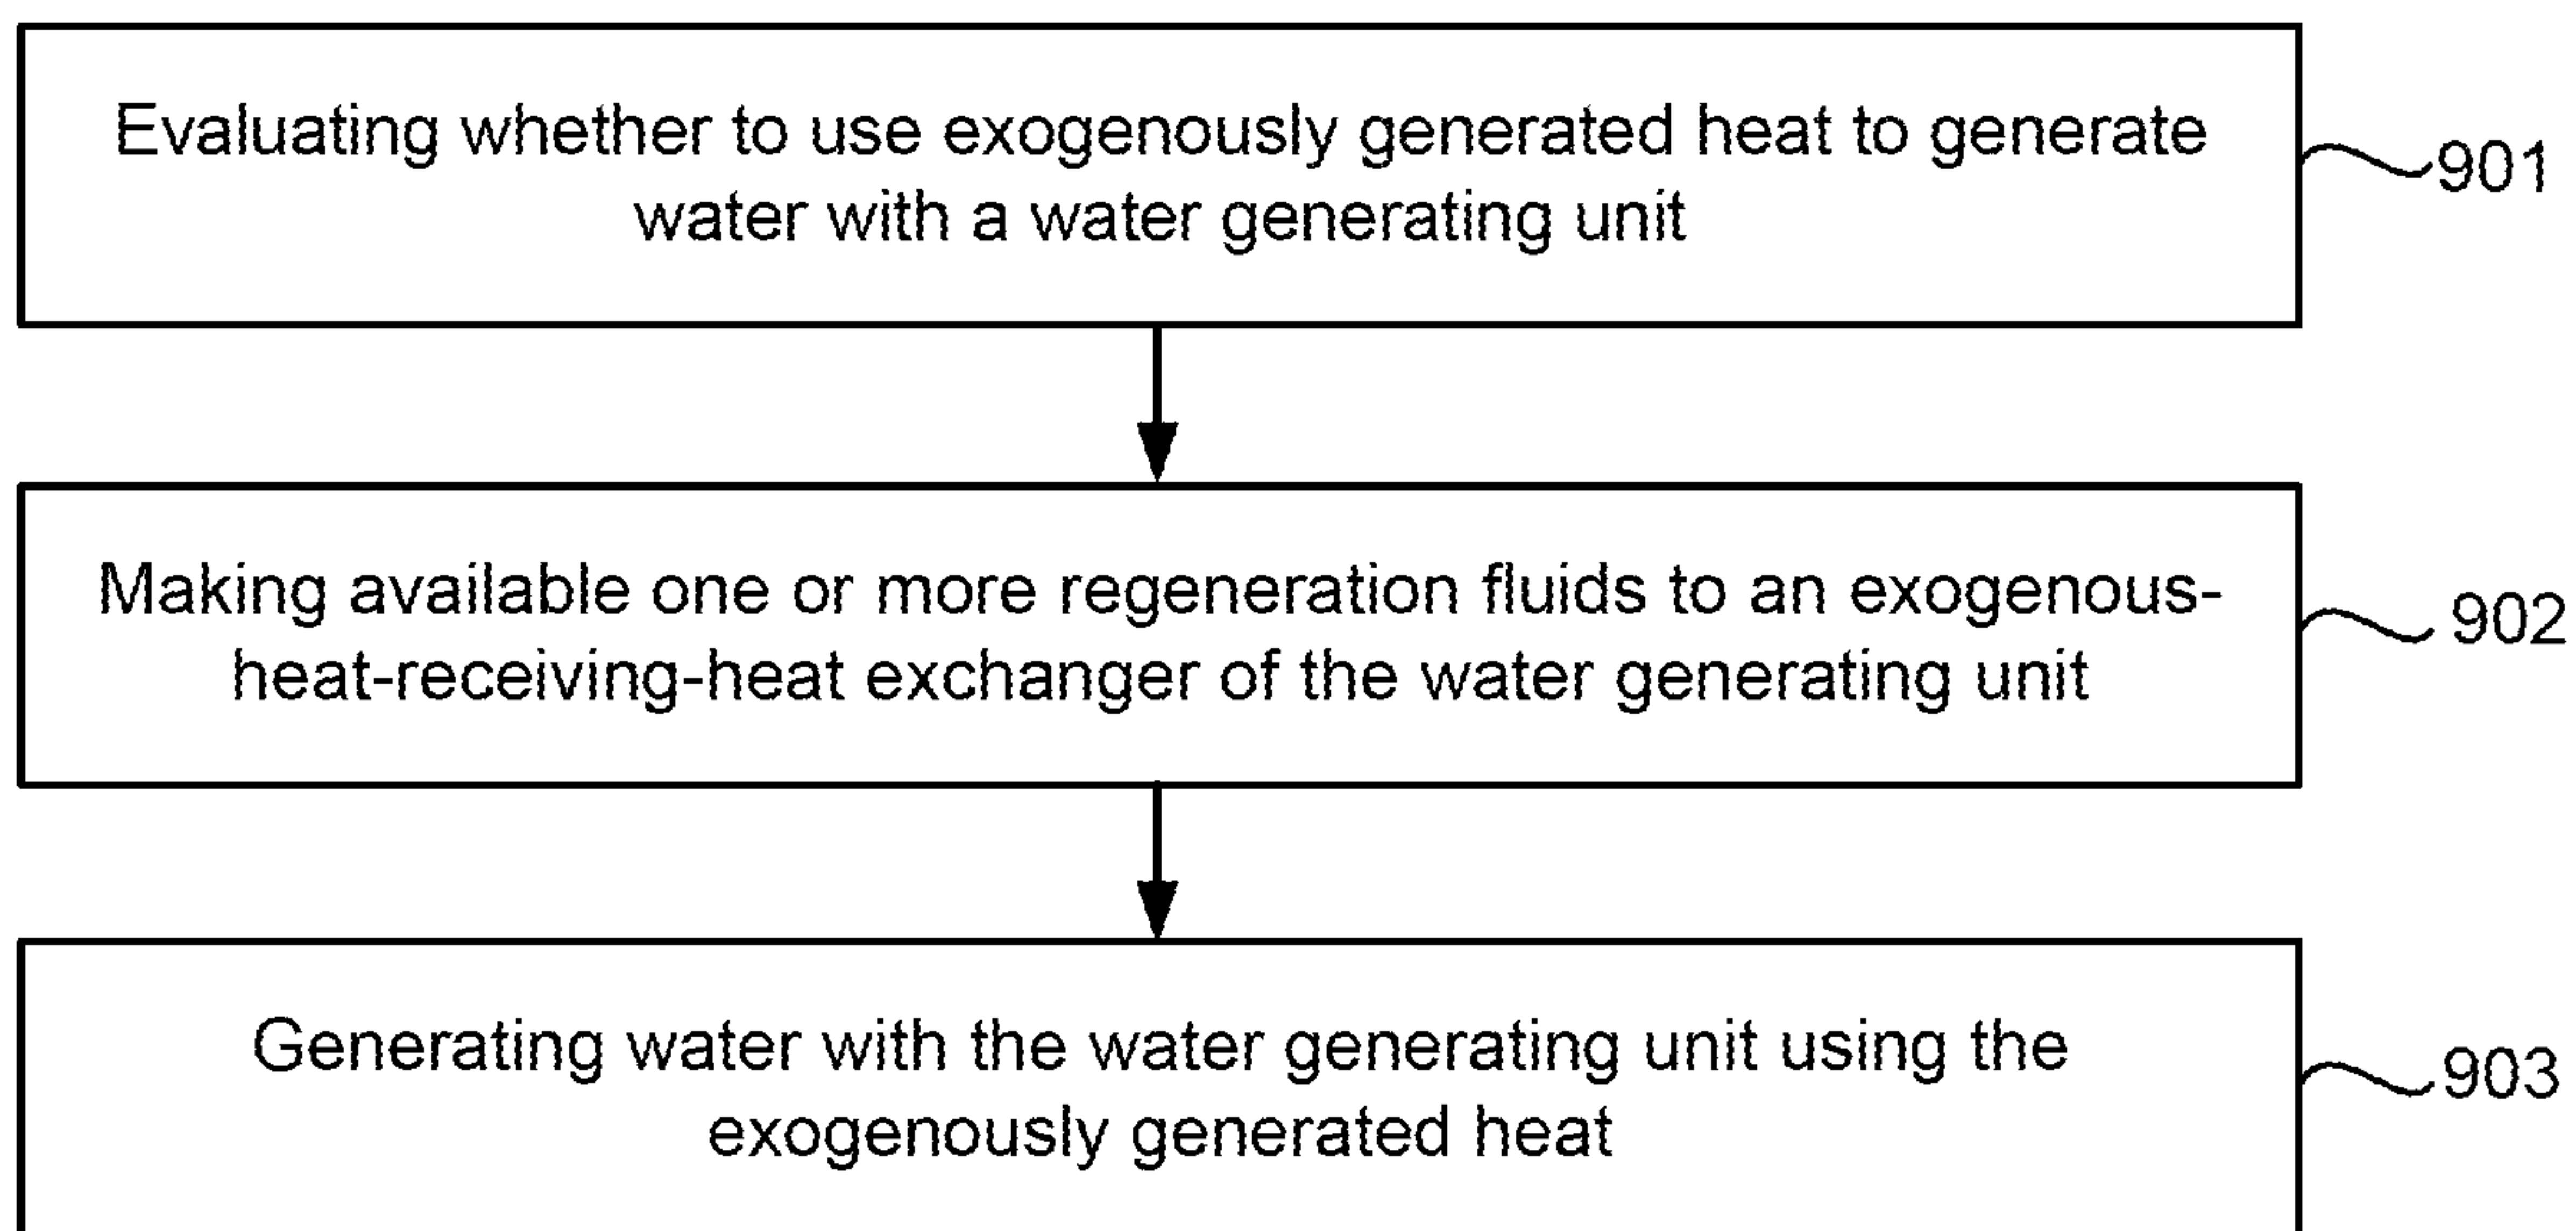 Evaluating whether to use exogenously generated heat to generate
water with a water generating unit
901
Making available one or more regeneration fluids to an exogenous-
heat-receiving-heat exchanger of the water generating unit
902
Generating water with the water generating unit using the
exogenously generated heat
903